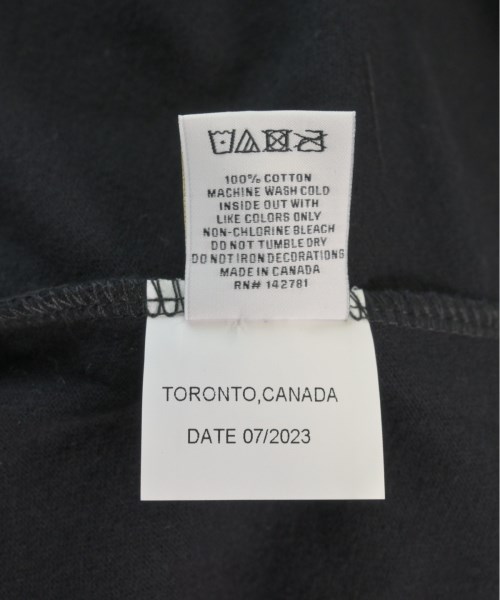 100% COTTON
MACHINE WASH COLD
INSIDE OUT WITH
LIKE COLORS ONLY
NON-CHLORINE BLEACH
DO NOT TUMBLE DRY
DO NOT IRON DECORATIONS
MADE IN CANADA
RN# 142781
TORONTO,CANADA
DATE 07/2023